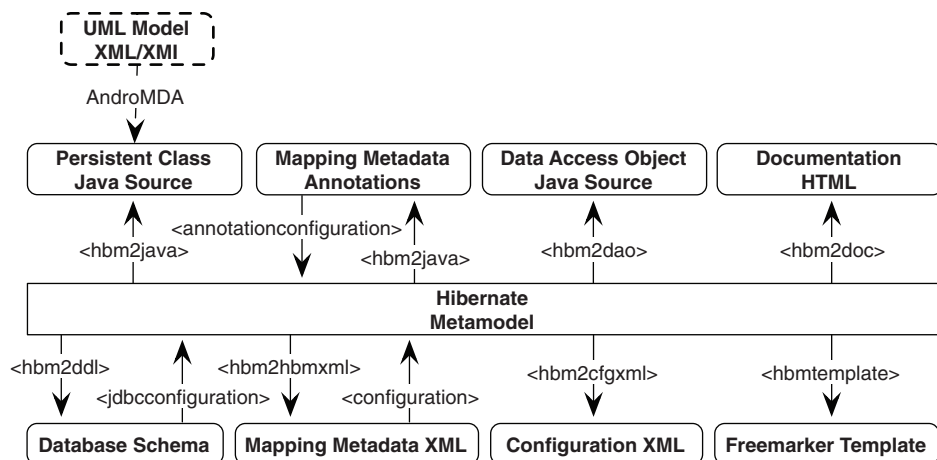 UML Model
XML/XMI
AndroMDA
Persistent Class
Java Source
Mapping Metadata
Annotations
Data Access Object
Java Source
Documentation
HTML
<annotationconfiguration>
<hbm2java>
<hbm2java>
<hbm2dao>
<hbm2doc>
Hibernate
Metamodel
<hbm2ddl>
<hbm2hbmxml>
<hbm2cfgxml>
<hbmtemplate>
<jdbcconfiguration>
<configuration>
Database Schema
Mapping Metadata XML
Configuration XML
Freemarker Template